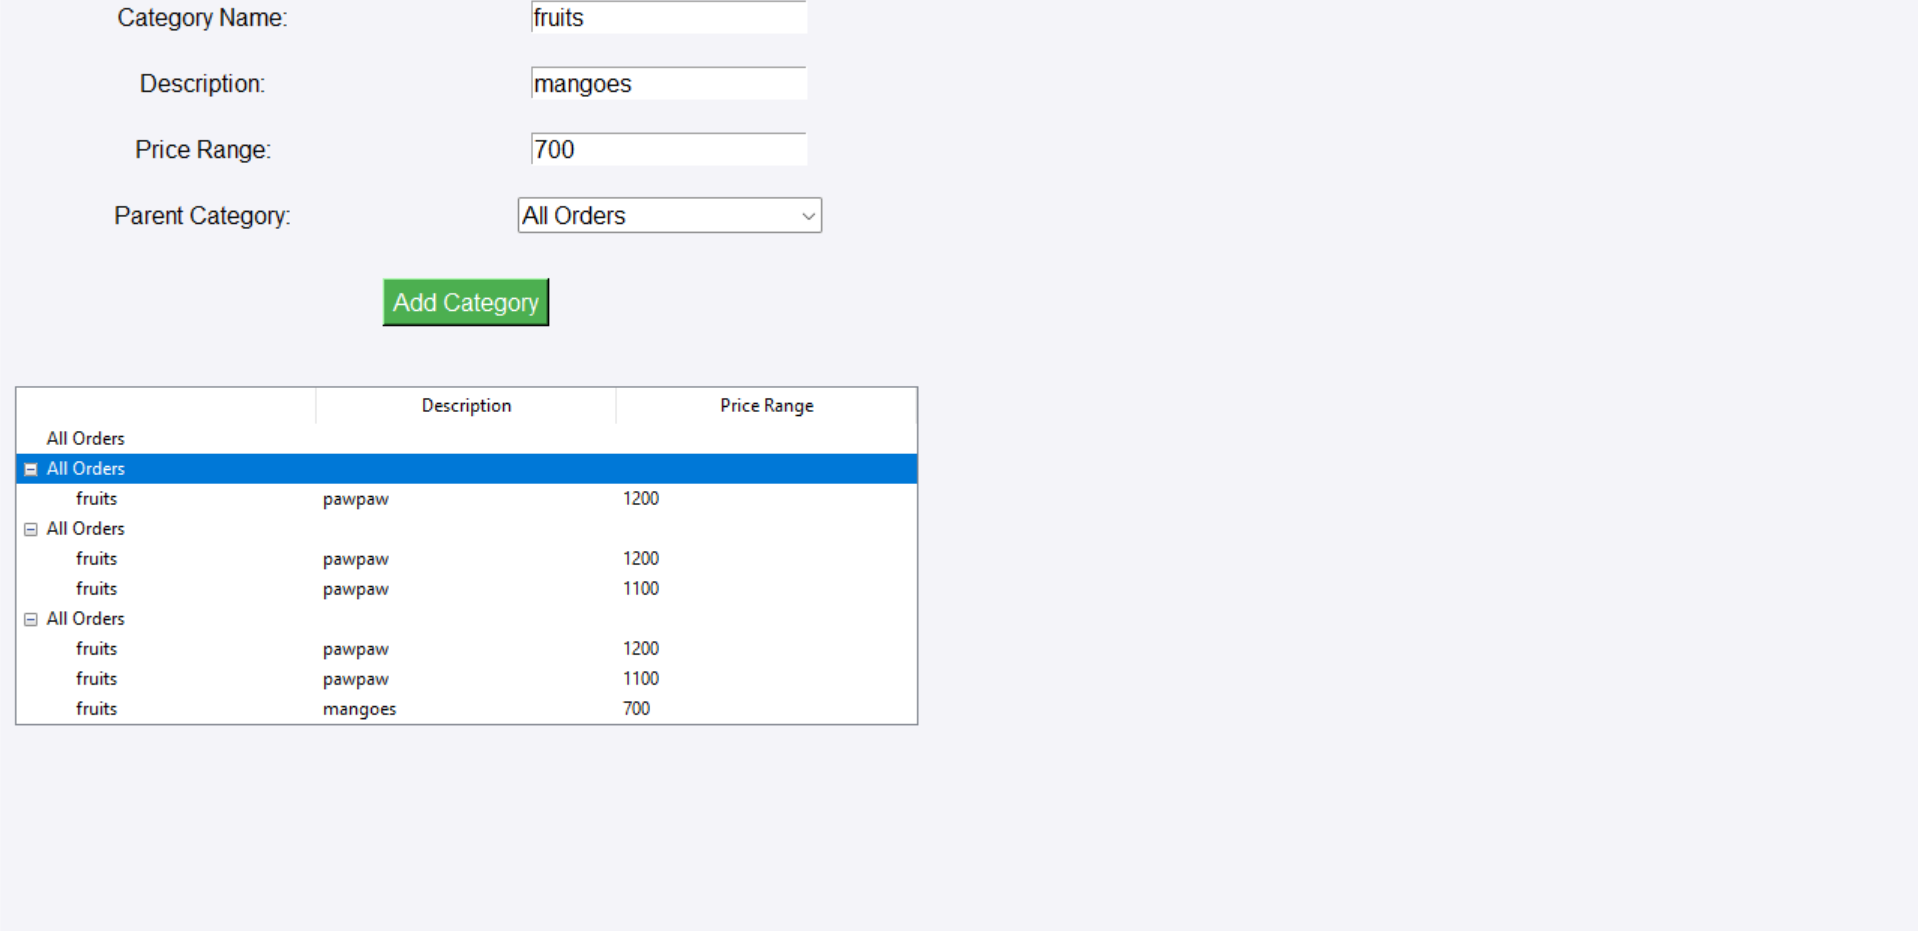 Category Name: fruits
Description: mangoes
Price Range: 700
Parent Category: All Orders
Add Category
Description Price Range
All Orders
All Orders
fruits pawpaw 1200
All Orders
fruits pawpaw 1200
fruits pawpaw 1100
All Orders
fruits pawpaw 1200
fruits pawpaw 1100
fruits mangoes 700